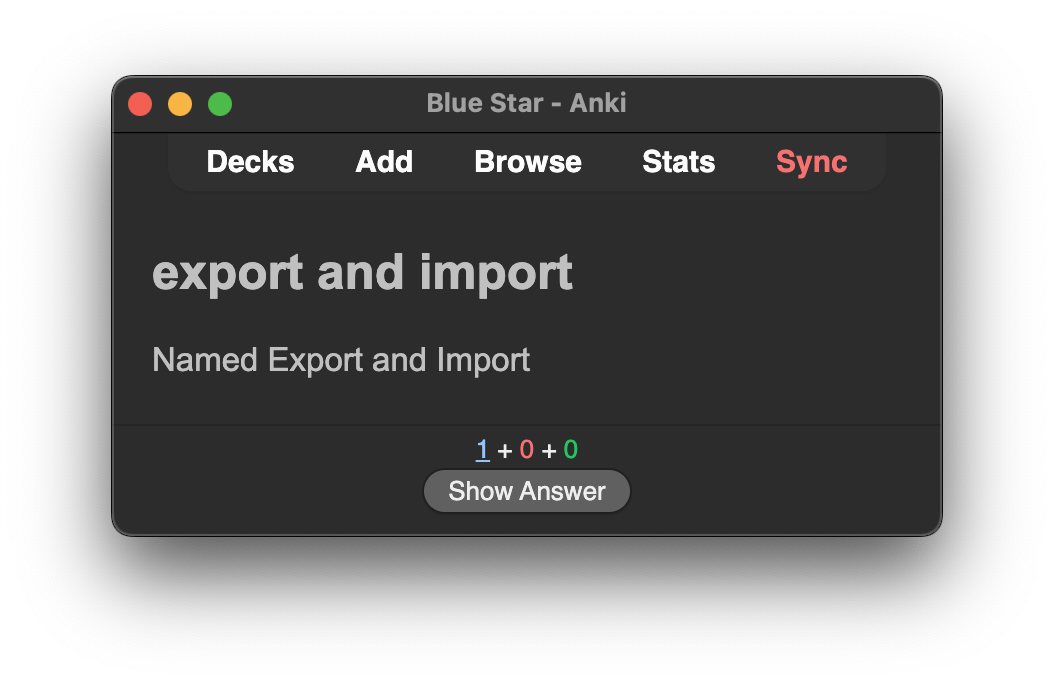 Blue Star - Anki
Decks Add Browse Stats Sync
export and import
Named Export and Import
1 + 0 + 0
Show Answer